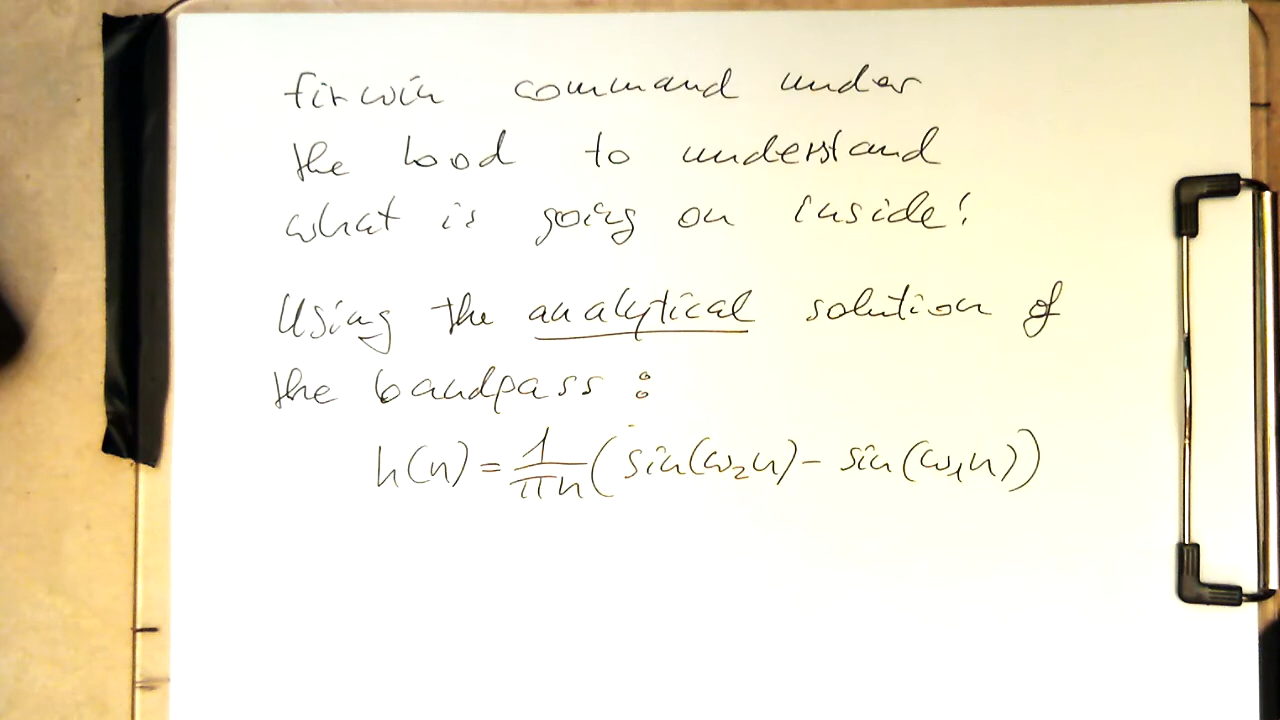 firwin command under
the hood to understand
what is going on inside!
Using the analytical solution of
the bandpass:
h(n) = 1/πn (sin(ω₂n) - sin(ω₁n))